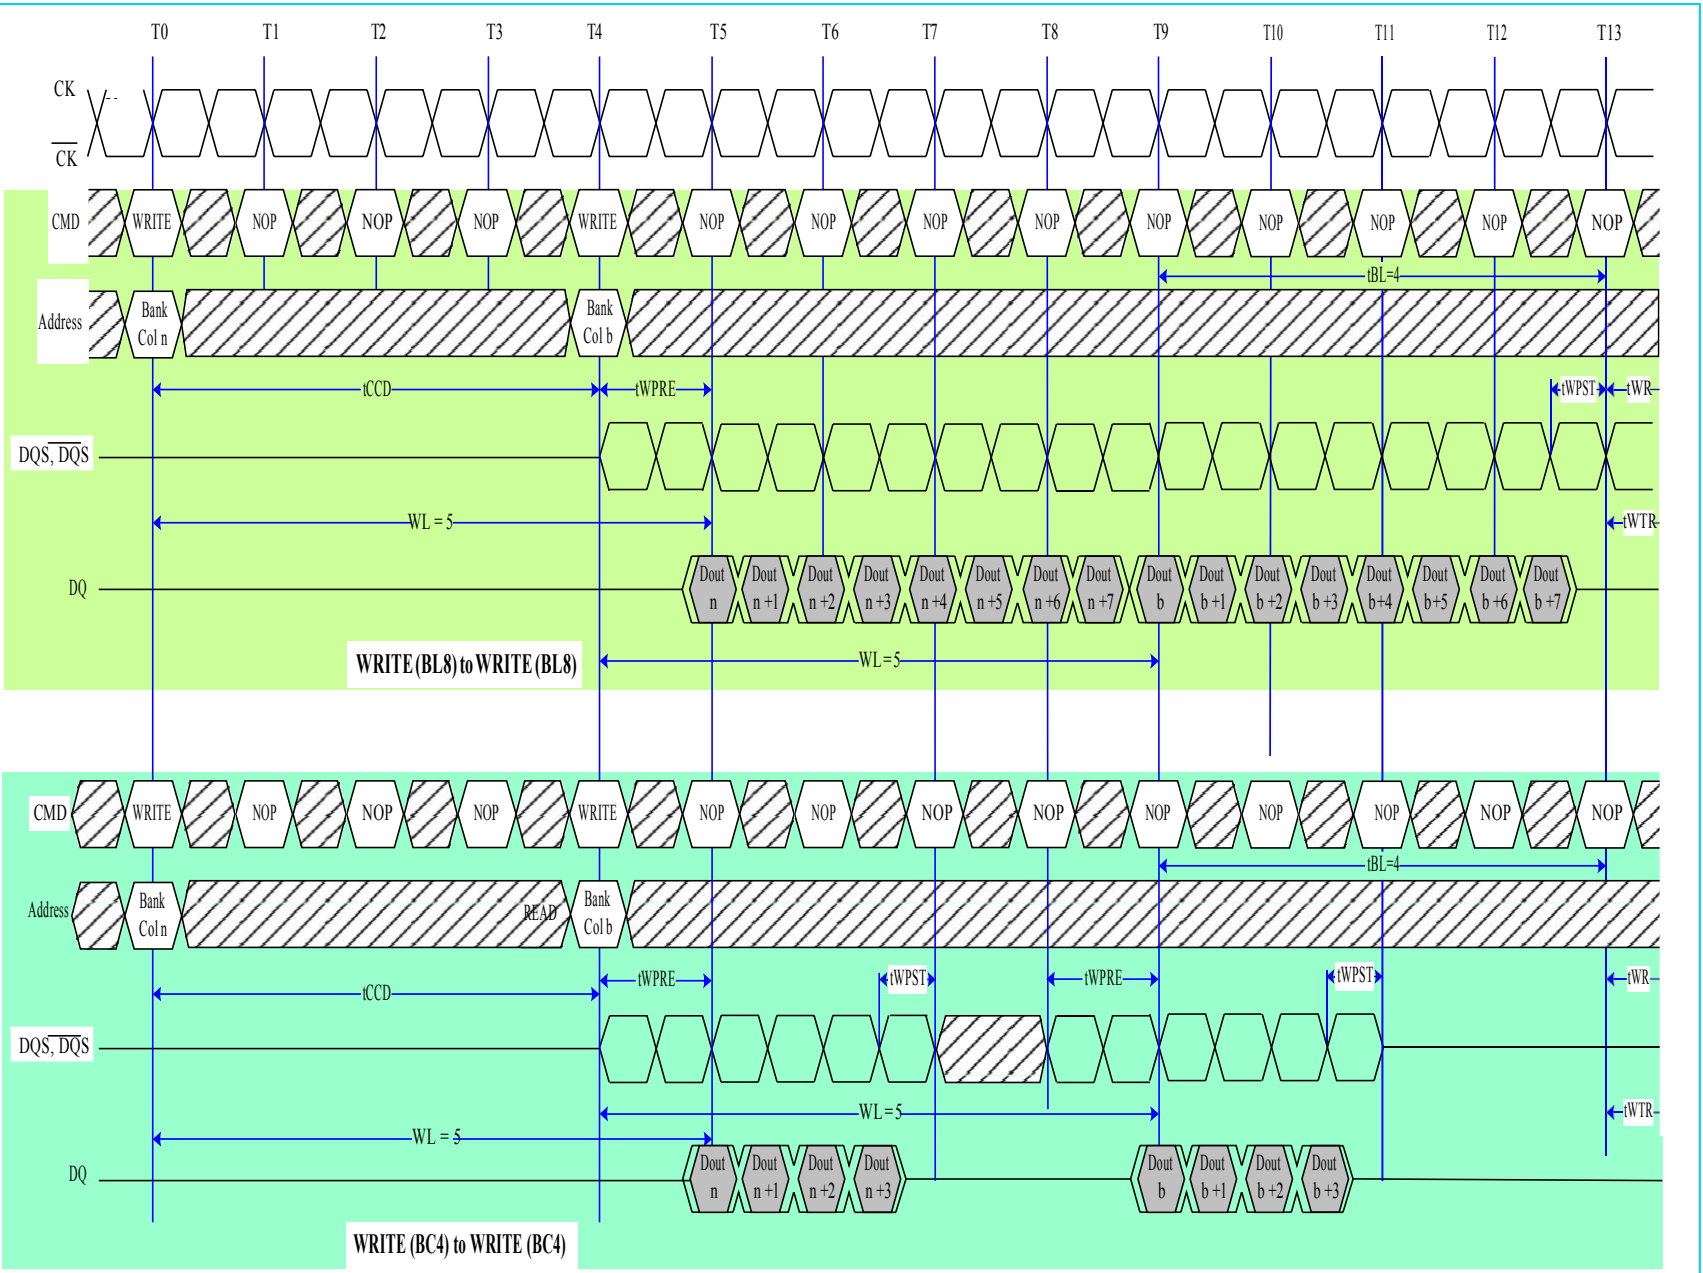 T0 T1 T2 T3 T4 T5 T6 T7 T8 T9 T10 T11 T12 T13
CK
CK
CMD WRITE NOP NOP NOP WRITE NOP NOP NOP NOP NOP NOP NOP NOP NOP
tBL=4
Address Bank Col n Bank Col b
tCCD tWPRE tWPST tWR
DQS, DQS
WL = 5 tWTR
DQ Dout n Dout n +1 Dout n +2 Dout n +3 Dout n +4 Dout n +5 Dout n +6 Dout n +7 Dout b Dout b +1 Dout b +2 Dout b +3 Dout b+4 Dout b+5 Dout b +6 Dout b +7
WL = 5
WRITE (BL8) to WRITE (BL8)
CMD WRITE NOP NOP NOP WRITE NOP NOP NOP NOP NOP NOP NOP NOP NOP
tBL=4
Address Bank Col n READ Bank Col b
tWPRE tWPST tWPRE tWPST tWR
tCCD
DQS, DQS
WL = 5 tWTR
WL = 5
DQ Dout n Dout n +1 Dout n +2 Dout n +3 Dout b Dout b +1 Dout b +2 Dout b +3
WRITE (BC4) to WRITE (BC4)